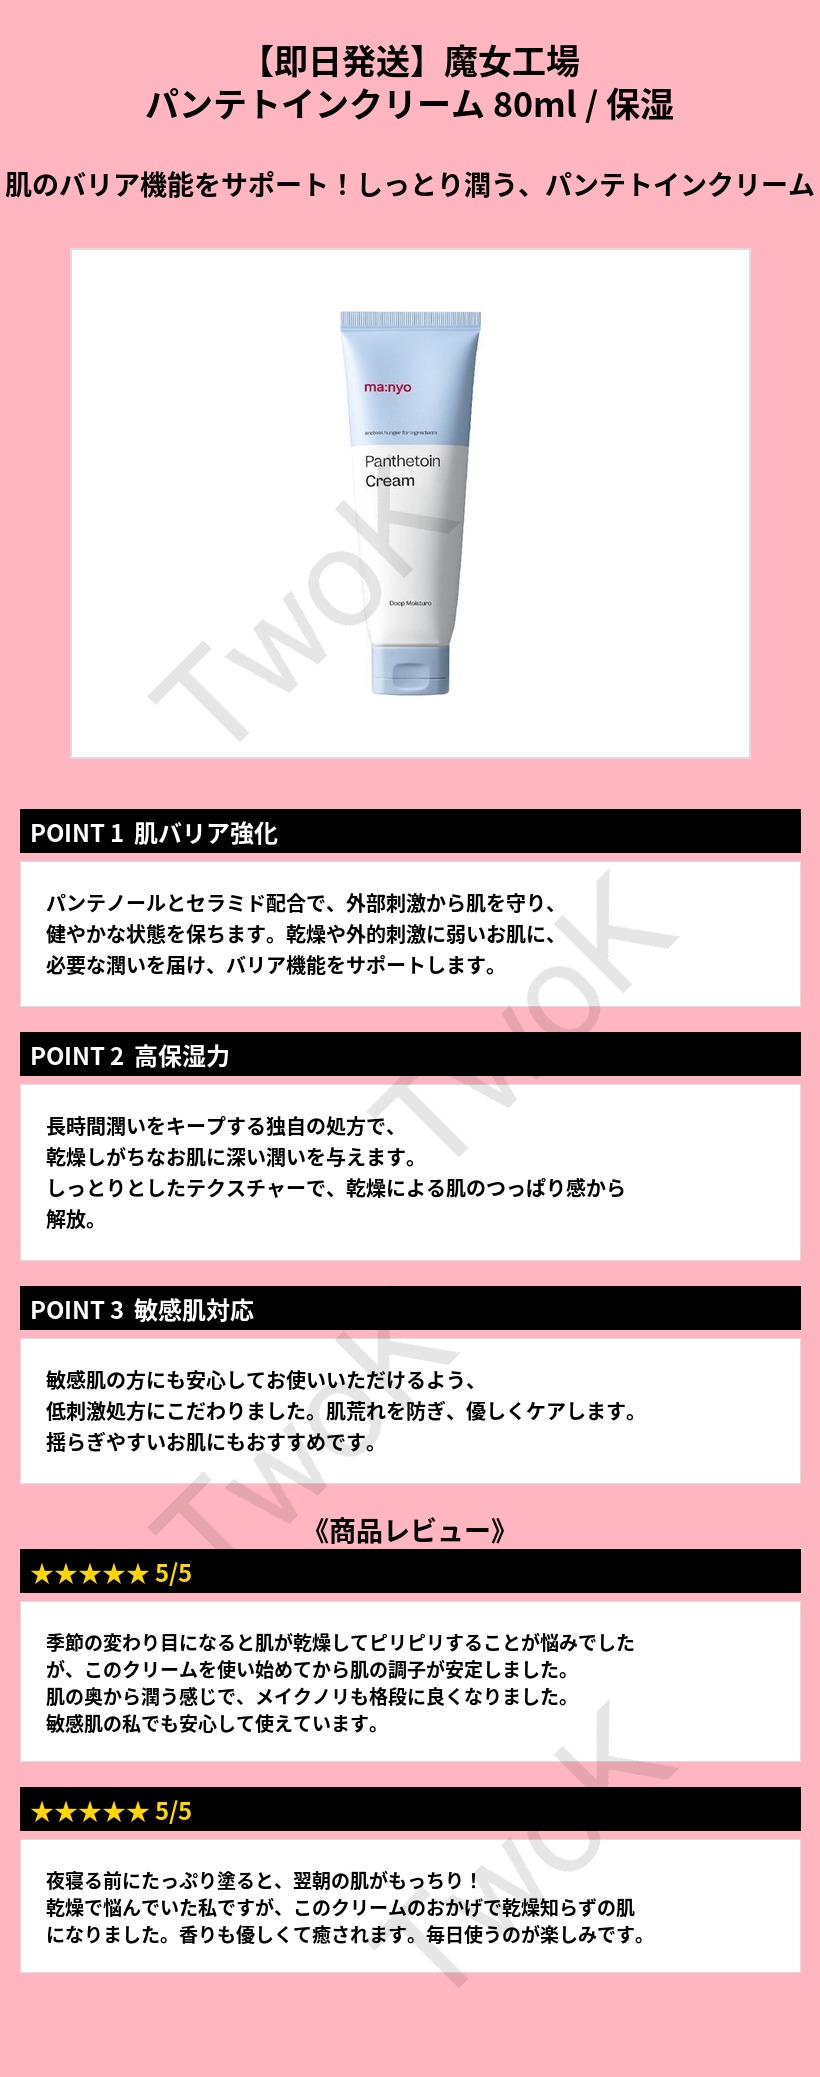 【即日発送】魔女工場
パンテトインクリーム 80ml / 保湿
肌のバリア機能をサポート！しっとり潤う、パンテトインクリーム
ma:nyo
endless hunger for ingredients
Panthetoin
Cream
Deep Moisture
TwoK
POINT 1 肌バリア強化
パンテノールとセラミド配合で、外部刺激から肌を守り、
健やかな状態を保ちます。乾燥や外的刺激に弱いお肌に、
必要な潤いを届け、バリア機能をサポートします。
TwoK
POINT 2 高保湿力
長時間潤いをキープする独自の処方で、
乾燥しがちなお肌に深い潤いを与えます。
しっとりとしたテクスチャーで、乾燥による肌のつっぱり感から
解放。
POINT 3 敏感肌対応
敏感肌の方にも安心してお使いいただけるよう、
低刺激処方にこだわりました。肌荒れを防ぎ、優しくケアします。
揺らぎやすいお肌にもおすすめです。
TwoK
《商品レビュー》
★★★★★ 5/5
季節の変わり目になると肌が乾燥してピリピリすることが悩みでした
が、このクリームを使い始めてから肌の調子が安定しました。
肌の奥から潤う感じで、メイクノリも格段に良くなりました。
敏感肌の私でも安心して使えています。
★★★★★ 5/5
夜寝る前にたっぷり塗ると、翌朝の肌がもっちり！
乾燥で悩んでいた私ですが、このクリームのおかげで乾燥知らずの肌
になりました。香りも優しくて癒されます。毎日使うのが楽しみです。
TwoK